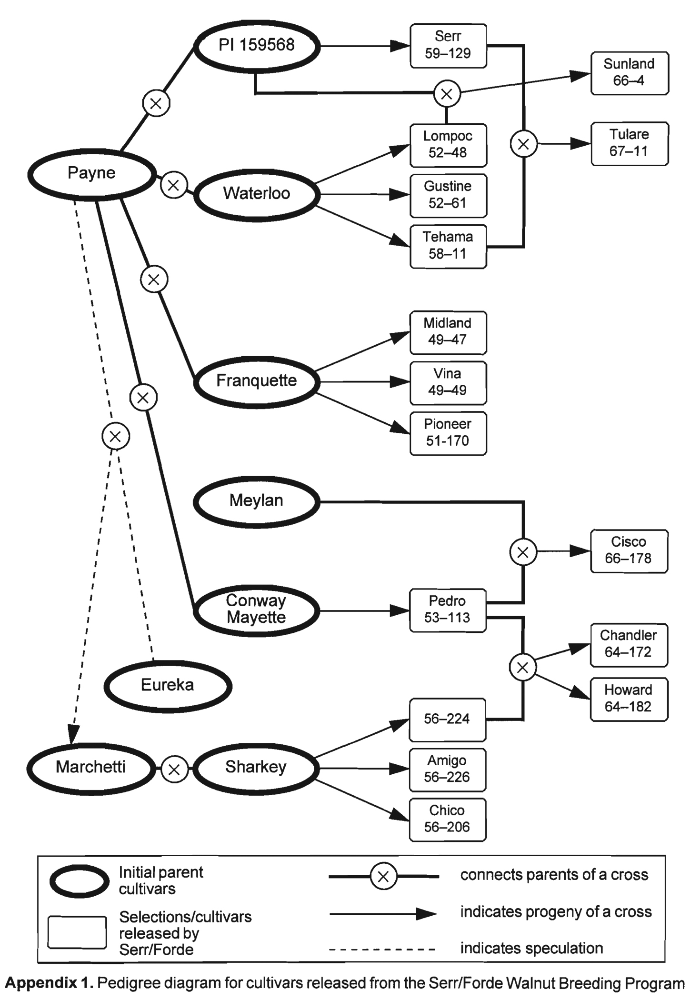 PI 159568
Serr
59–129
Sunland
66–4
Lompoc
52–48
Tulare
67–11
Payne
Waterloo
Gustine
52–61
Tehama
58–11
Midland
49–47
Franquette
Vina
49–49
Pioneer
51-170
Meylan
Cisco
66–178
Conway
Mayette
Pedro
53–113
Chandler
64–172
Eureka
Howard
64–182
56–224
Marchetti
Sharkey
Amigo
56–226
Chico
56–206
Initial parent
cultivars
connects parents of a cross
Selections/cultivars
released by
Serr/Forde
indicates progeny of a cross
indicates speculation
Appendix 1. Pedigree diagram for cultivars released from the Serr/Forde Walnut Breeding Program